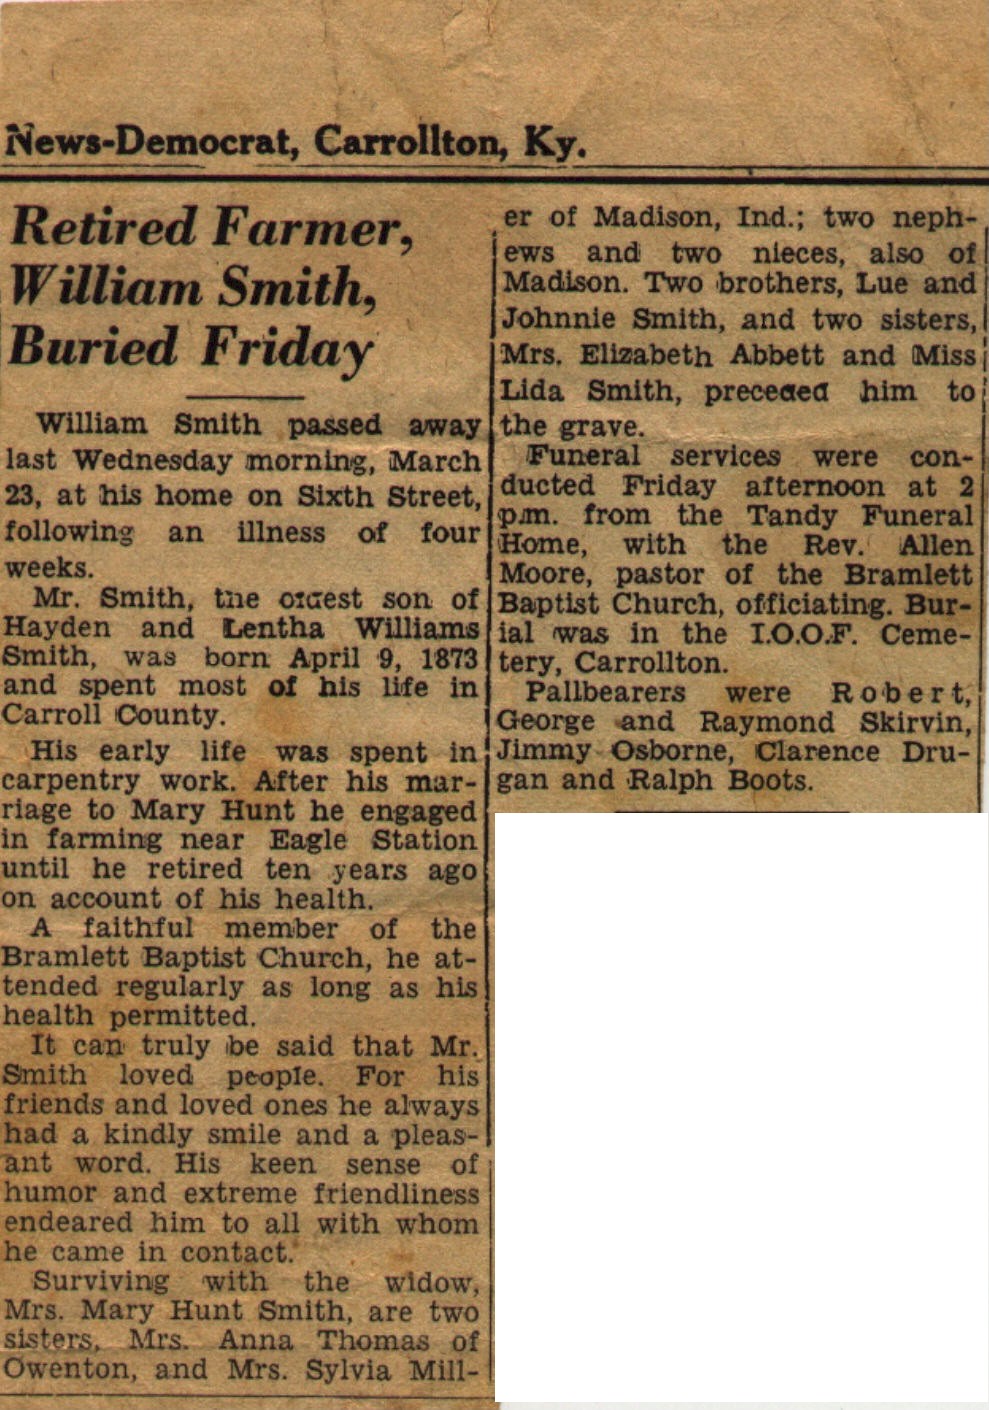 News-Democrat, Carrollton, Ky.
Retired Farmer,
William Smith,
Buried Friday
William Smith passed away
last Wednesday morning, March
23, at his home on Sixth Street,
following an illness of four
weeks.
Mr. Smith, the oldest son of
Hayden and Lentha Williams
Smith, was born April 9, 1873
and spent most of his life in
Carroll County.
His early life was spent in
carpentry work. After his mar-
riage to Mary Hunt he engaged
in farming near Eagle Station
until he retired ten years ago
on account of his health.
A faithful member of the
Bramlett Baptist Church, he at-
tended regularly as long as his
health permitted.
It can truly be said that Mr.
Smith loved people. For his
friends and loved ones he always
had a kindly smile and a pleas-
ant word. His keen sense of
humor and extreme friendliness
endeared him to all with whom
he came in contact.
Surviving with the widow,
Mrs. Mary Hunt Smith, are two
sisters, Mrs. Anna Thomas of
Owenton, and Mrs. Sylvia Mill-
er of Madison, Ind.; two neph-
ews and two nieces, also of
Madison. Two brothers, Lue and
Johnnie Smith, and two sisters,
Mrs. Elizabeth Abbett and Miss
Lida Smith, preceded him to
the grave.
Funeral services were con-
ducted Friday afternoon at 2
p.m. from the Tandy Funeral
Home, with the Rev. Allen
Moore, pastor of the Bramlett
Baptist Church, officiating. Bur-
ial was in the I.O.O.F. Ceme-
tery, Carrollton.
Pallbearers were Robert,
George and Raymond Skirvin,
Jimmy Osborne, Clarence Dru-
gan and Ralph Boots.